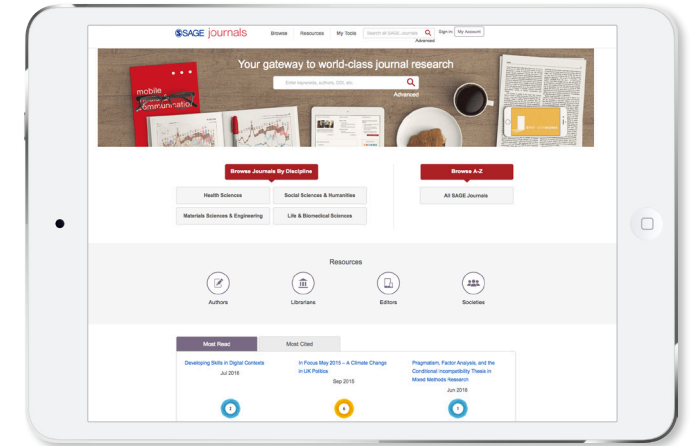 SAGE journals
Browse Resources My Tools Search all SAGE Journals Sign In My Account
Advanced
Your gateway to world-class journal research
Enter keywords, authors, DOI, etc.
Advanced
mobile
communication
Browse Journals By Discipline Browse A-Z
Health Sciences Social Sciences & Humanities All SAGE Journals
Materials Sciences & Engineering Life & Biomedical Sciences
Resources
Authors Librarians Editors Societies
Most Read Most Cited
Developing Skills in Digital Contexts In Focus May 2015 – A Climate Change Pragmatism, Factor Analysis, and the
Jul 2016 in UK Politics Conditional Incompatibility Thesis in
Sep 2015 Mixed Methods Research
Jun 2016
2 6 1